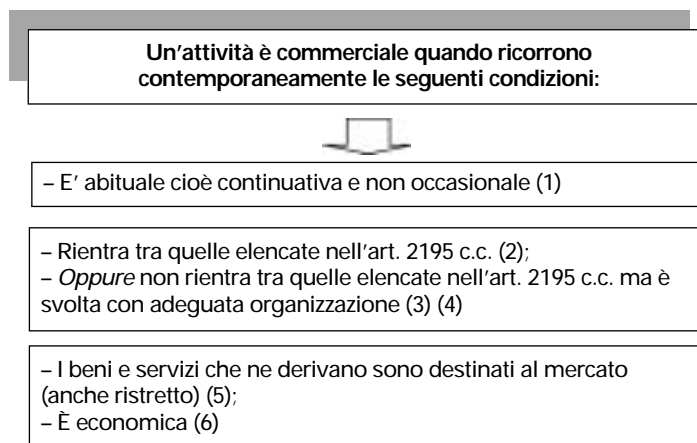 Un'attività è commerciale quando ricorrono
contemporaneamente le seguenti condizioni:
– E' abituale cioè continuativa e non occasionale (1)
– Rientra tra quelle elencate nell'art. 2195 c.c. (2);
– Oppure non rientra tra quelle elencate nell'art. 2195 c.c. ma è
svolta con adeguata organizzazione (3) (4)
– I beni e servizi che ne derivano sono destinati al mercato
(anche ristretto) (5);
– È economica (6)